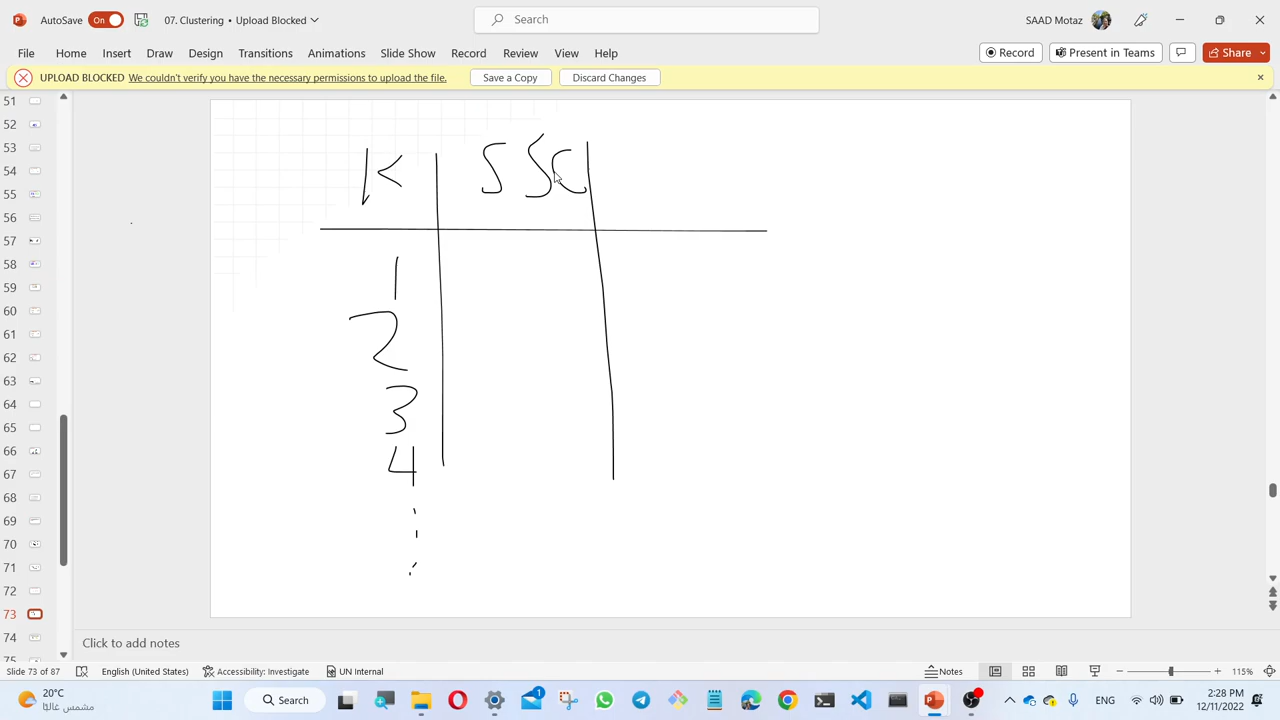 AutoSave On 07. Clustering • Upload Blocked Search SAAD Motaz
File Home Insert Draw Design Transitions Animations Slide Show Record Review View Help Record Present in Teams Share
UPLOAD BLOCKED We couldn't verify you have the necessary permissions to upload the file. Save a Copy Discard Changes
51
52
53
54
55
56
57
58
59
60
61
62
63
64
65
66
67
68
69
70
71
72
73
74
75
K SSC
1
2
3
4
Click to add notes
Slide 73 of 87 English (United States) Accessibility: Investigate UN Internal Notes 115%
20°C
مشمس غالبًا
Search
1
ENG
2:28 PM
12/11/2022